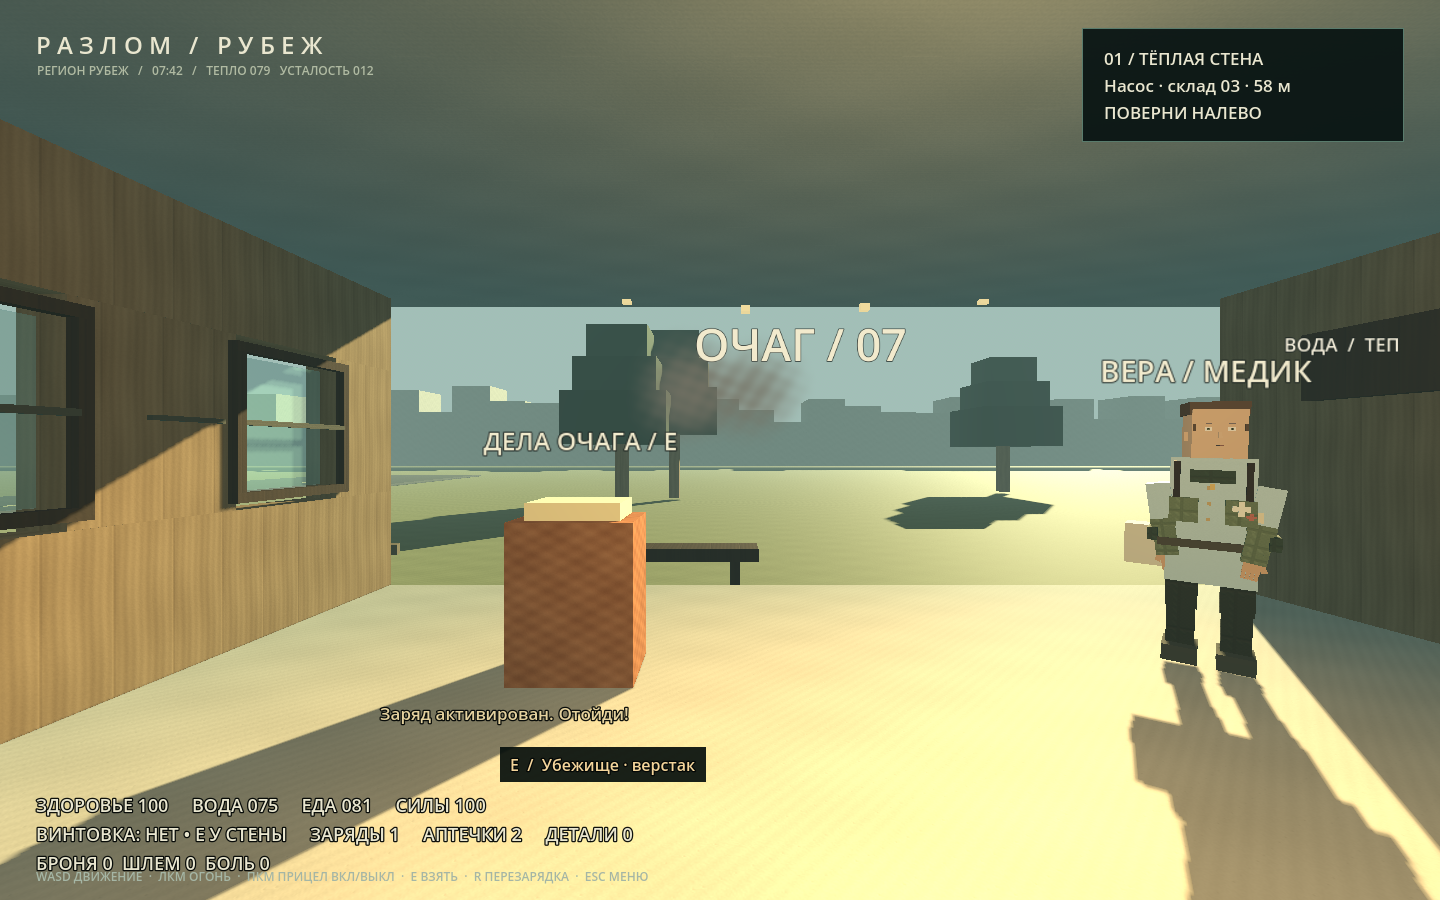 РАЗЛОМ / РУБЕЖ
РЕГИОН РУБЕЖ / 07:42 / ТЕПЛО 079 УСТАЛОСТЬ 012
01 / ТЁПЛАЯ СТЕНА
Насос · склад 03 · 58 м
ПОВЕРНИ НАЛЕВО
ОЧАГ / 07
ВОДА / ТЕП
ВЕРА / МЕДИК
ДЕЛА ОЧАГА / E
Заряд активирован. Отойди!
E / Убежище · верстак
ЗДОРОВЬЕ 100 ВОДА 075 ЕДА 081 СИЛЫ 100
ВИНТОВКА: НЕТ • E У СТЕНЫ ЗАРЯДЫ 1 АПТЕЧКИ 2 ДЕТАЛИ 0
БРОНЯ 0 ШЛЕМ 0 БОЛЬ 0
WASD ДВИЖЕНИЕ · ЛКМ ОГОНЬ · ПКМ ПРИЦЕЛ ВКЛ/ВЫКЛ · E ВЗЯТЬ · R ПЕРЕЗАРЯДКА · ESC МЕНЮ